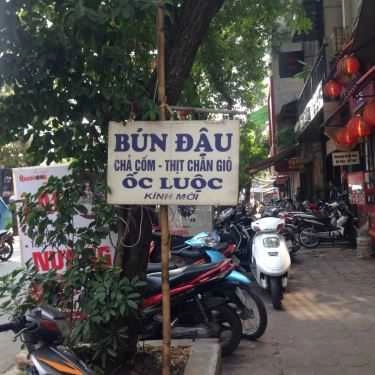 BÚN ĐẬU
CHẢ CỐM - THỊT CHÂN GIÒ
ỐC LUỘC
KÍNH MỜI